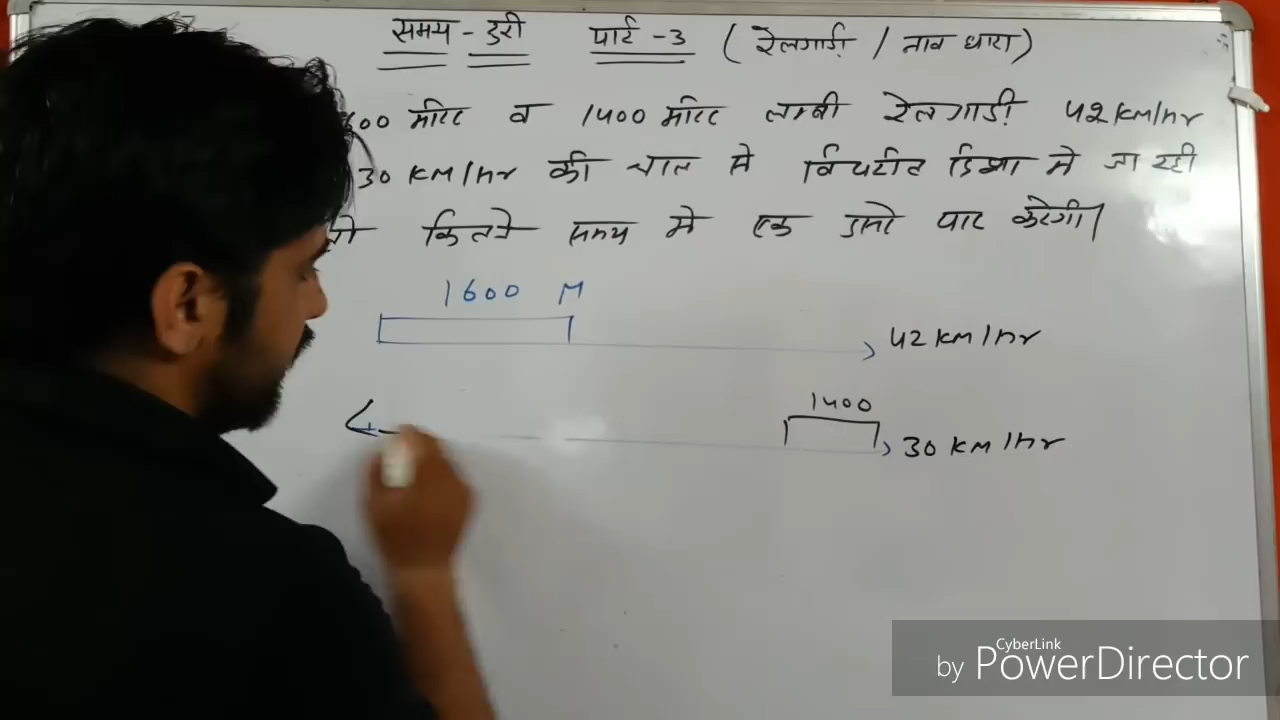 समय - दुरी पार्ट - 3 ( रेलगाडी़ / नाव धारा )
600 मीटर व 1400 मीटर लम्बी रेलगाडी़ 42 km/hr
30 KM/hr की चाल से विपरीत दिशा मे जा रही
तो कितने समय मे एक दुसरे पार करेगी।
1600 M
42 km/hr
1400
30 km/hr
CyberLink
by PowerDirector